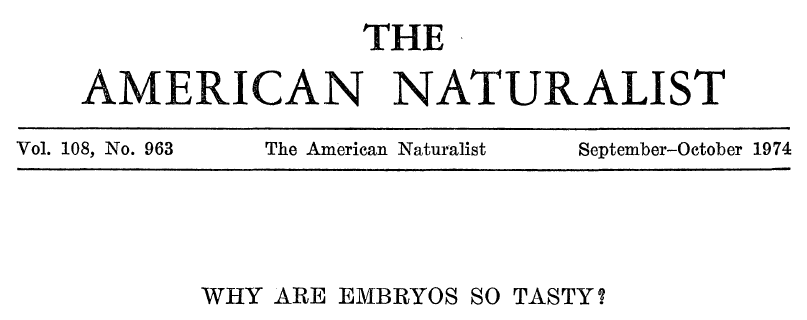 THE
AMERICAN NATURALIST
Vol. 108, No. 963 The American Naturalist September–October 1974
WHY ARE EMBRYOS SO TASTY?